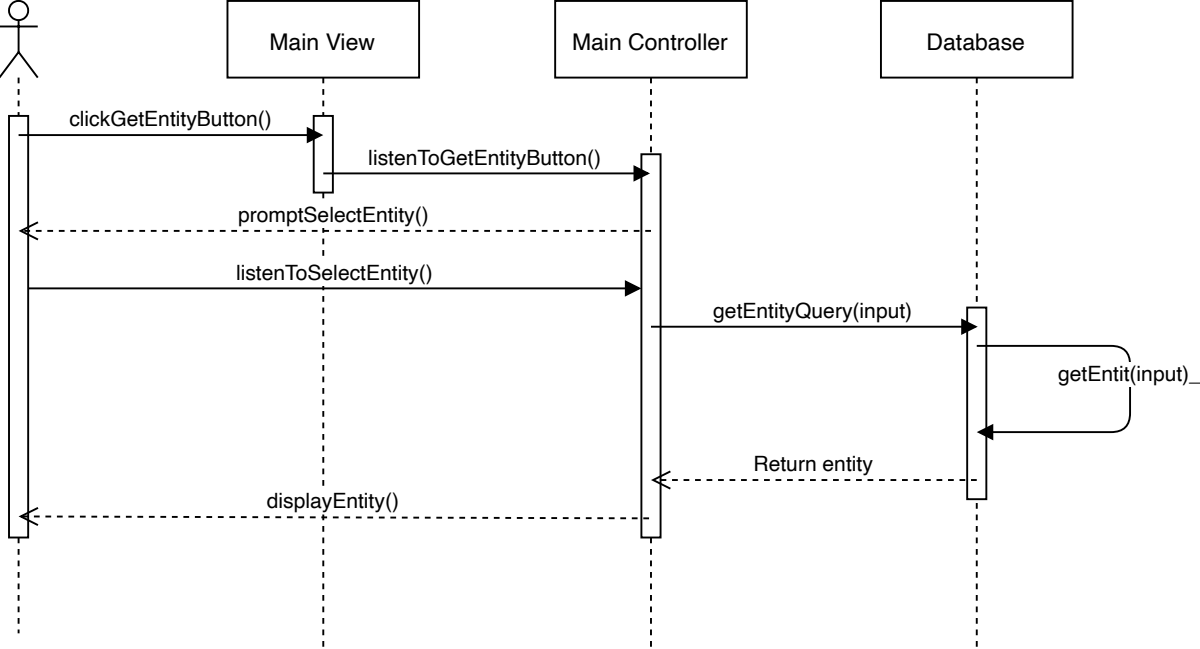 Main View
Main Controller
Database
clickGetEntityButton()
listenToGetEntityButton()
promptSelectEntity()
listenToSelectEntity()
getEntityQuery(input)
getEntit(input)_
Return entity
displayEntity()